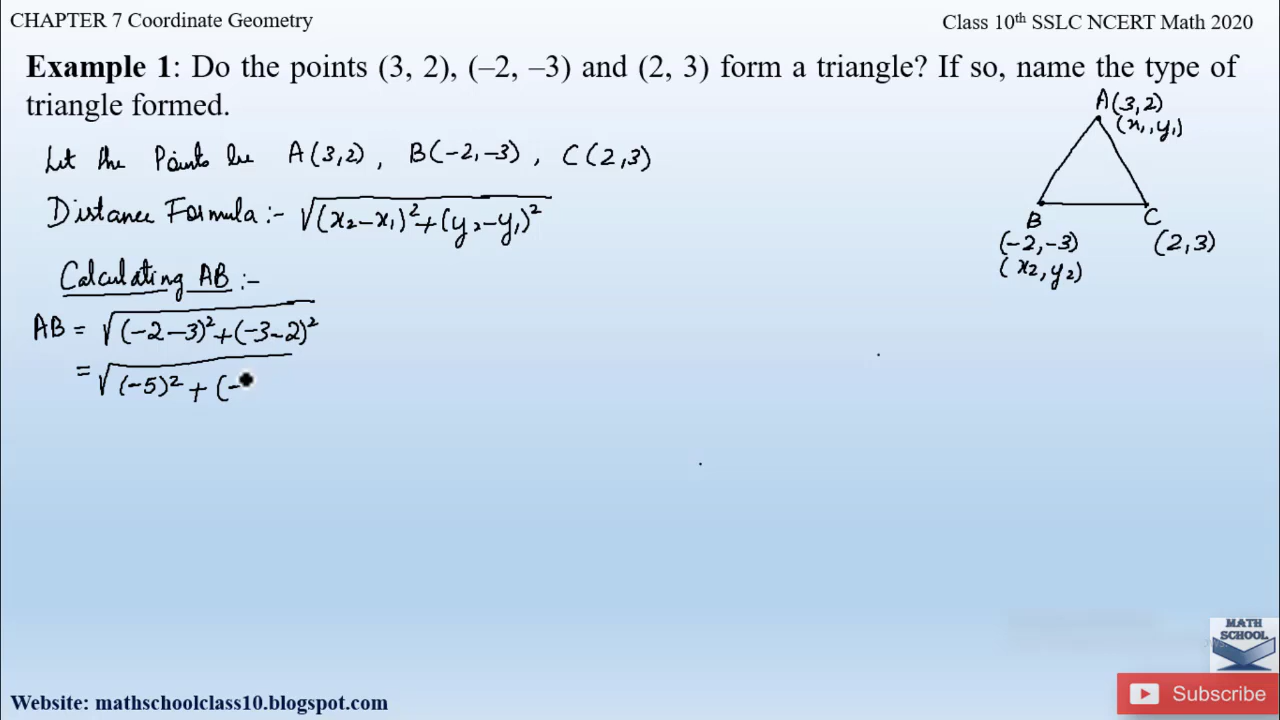 CHAPTER 7 Coordinate Geometry
Class 10th SSLC NCERT Math 2020
Example 1: Do the points (3, 2), (–2, –3) and (2, 3) form a triangle? If so, name the type of
triangle formed.
Let the Points be A(3,2) , B(-2,-3) , C(2,3)
Distance Formula :- √(x₂-x₁)²+(y₂-y₁)²
Calculating AB :-
AB = √(-2-3)²+(-3-2)²
= √(-5)² + (-
A(3,2)
(x₁,y₁)
B
C
(-2,-3)
(2,3)
(x₂,y₂)
MATH
SCHOOL
Website: mathschoolclass10.blogspot.com
Subscribe